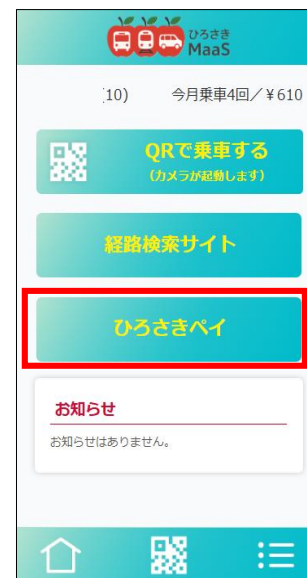 ひろさき
MaaS
10) 今月乗車4回／¥610
QRで乗車する
(カメラが起動します)
経路検索サイト
ひろさきペイ
お知らせ
お知らせはありません。